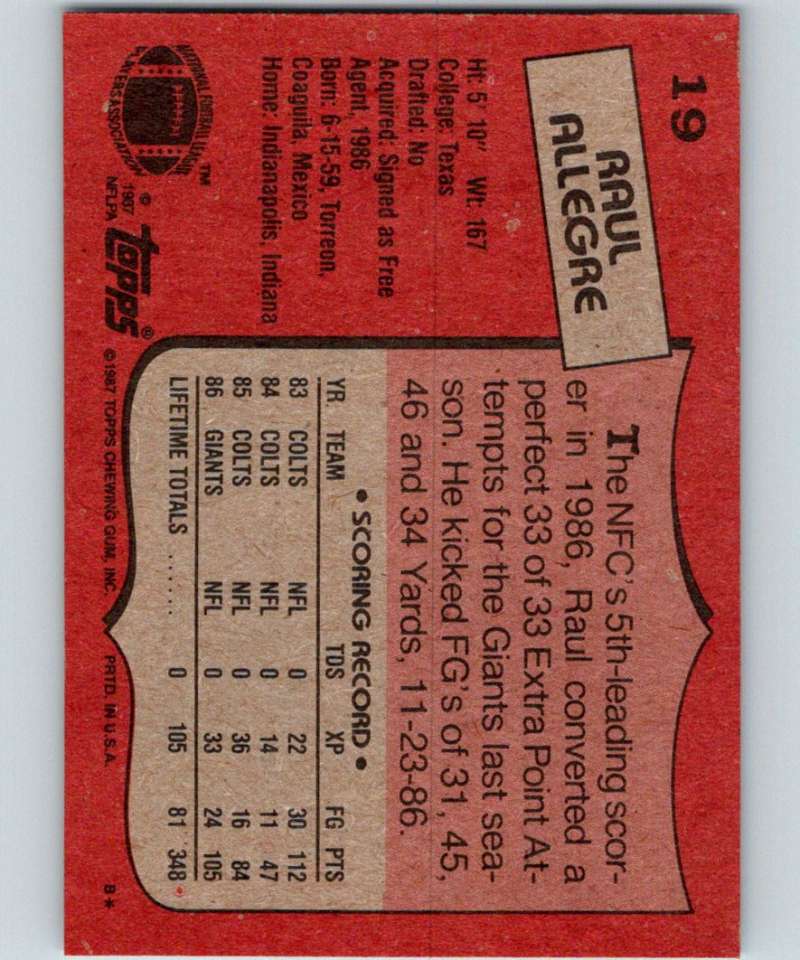 19
RAUL
ALLEGRE
Ht: 5' 10" Wt: 167
College: Texas
Drafted: No
Acquired: Signed as Free
Agent, 1986
Born: 6-15-59, Torreon,
Coaguila, Mexico
Home: Indianapolis, Indiana
NATIONAL FOOTBALL LEAGUE
PLAYERS ASSOCIATION
TM
©
1987
NFLPA
topps®
The NFC's 5th-leading scor-
er in 1986, Raul converted a
perfect 33 of 33 Extra Point At-
tempts for the Giants last sea-
son. He kicked FG's of 31, 45,
46 and 34 Yards, 11-23-86.
• SCORING RECORD •
YR. TEAM TDS XP FG PTS
83 COLTS NFL 0 22 30 112
84 COLTS NFL 0 14 11 47
85 COLTS NFL 0 36 16 84
86 GIANTS NFL 0 33 24 105
LIFETIME TOTALS ........ 0 105 81 348
©1987 TOPPS CHEWING GUM, INC. PRTD. IN U.S.A. B*